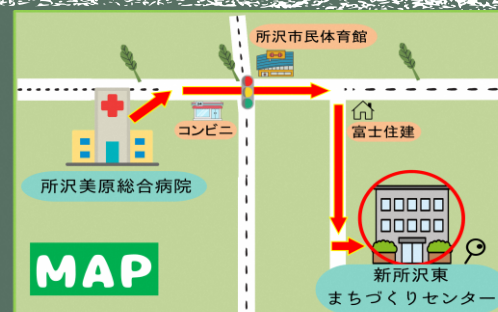 所沢市民体育館
コンビニ
富士住建
所沢美原総合病院
MAP
新所沢東
まちづくりセンター